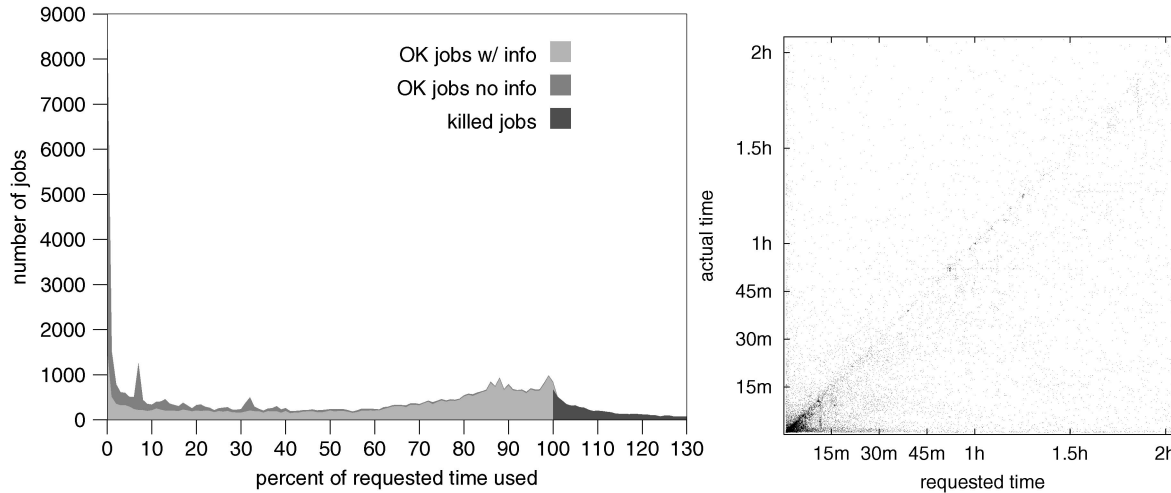 9000
8000
7000
6000
5000
4000
3000
2000
1000
0
number of jobs
OK jobs w/ info
OK jobs no info
killed jobs
0 10 20 30 40 50 60 70 80 90 100 110 120 130
percent of requested time used
2h
1.5h
1h
45m
30m
15m
actual time
15m 30m 45m 1h 1.5h 2h
requested time